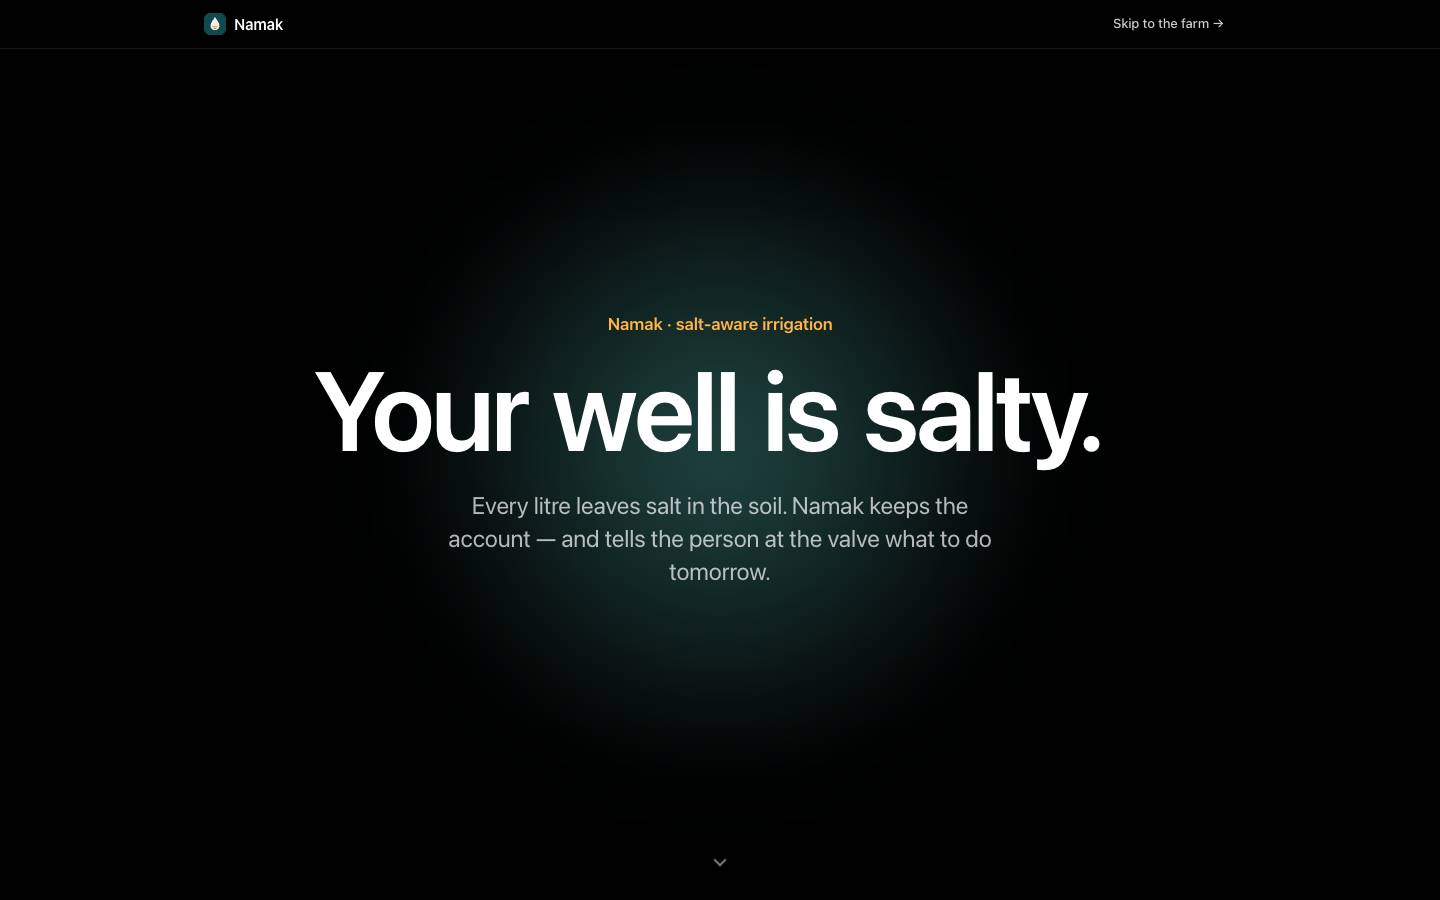 Namak
Skip to the farm →
Namak · salt-aware irrigation
Your well is salty.
Every litre leaves salt in the soil. Namak keeps the
account — and tells the person at the valve what to do
tomorrow.